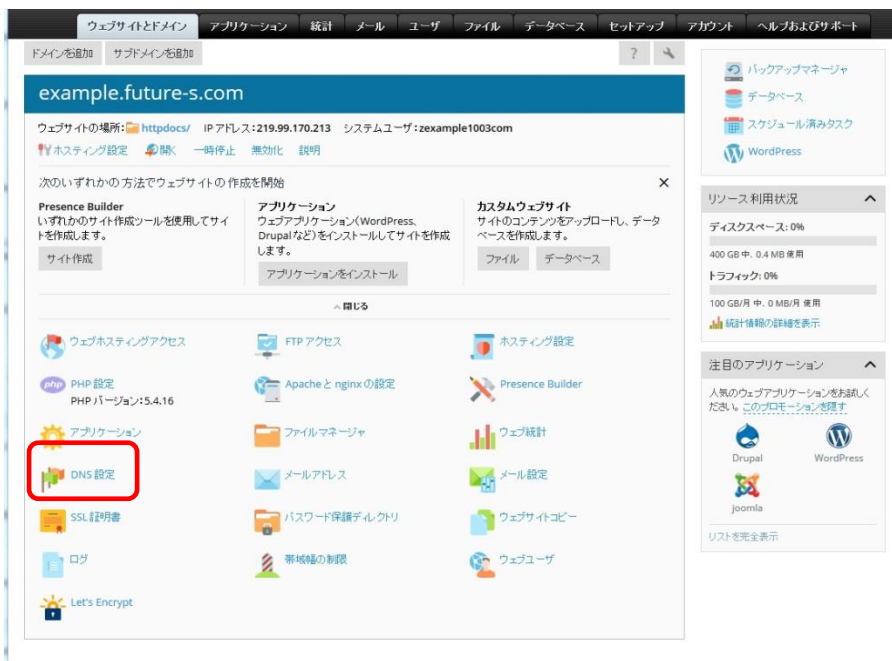 ウェブサイトとドメイン アプリケーション 統計 メール ユーザ ファイル データベース セットアップ アカウント ヘルプおよびサポート
ドメインを追加 サブドメインを追加 ?
example.future-s.com
ウェブサイトの場所: httpdocs/ IP アドレス:219.99.170.213 システムユーザ:zexample1003com
ホスティング設定 開く 一時停止 無効化 説明
次のいずれかの方法でウェブサイトの作成を開始
Presence Builder
いずれかのサイト作成ツールを使用してサイ
トを作成します。
サイト作成
アプリケーション
ウェブアプリケーション(WordPress、
Drupalなど)をインストールしてサイトを作成
します。
アプリケーションをインストール
カスタムウェブサイト
サイトのコンテンツをアップロードし、データ
ベースを作成します。
ファイル データベース
閉じる
ウェブホスティングアクセス FTP アクセス ホスティング設定
php PHP 設定 Apache と nginx の設定 Presence Builder
PHP バージョン:5.4.16
アプリケーション ファイルマネージャ ウェブ統計
DNS 設定 メールアドレス メール設定
SSL 証明書 パスワード保護ディレクトリ ウェブサイトコピー
ログ 帯域幅の制限 ウェブユーザ
Let's Encrypt
バックアップマネージャ
データベース
スケジュール済みタスク
WordPress
リソース利用状況
ディスクスペース: 0%
400 GB 中、0.4 MB 使用
トラフィック: 0%
100 GB/月 中、0 MB/月 使用
統計情報の詳細を表示
注目のアプリケーション
人気のウェブアプリケーションをお試しく
ださい。このプロモーションを隠す
Drupal WordPress
joomla
リストを完全表示